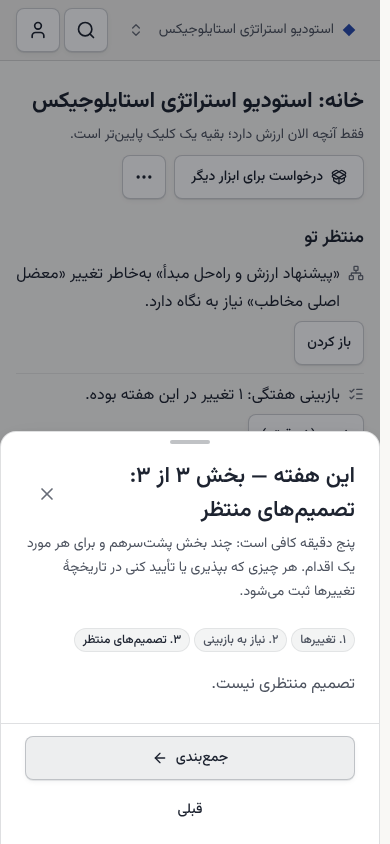 استودیو استراتژی استایلوجیکس
خانه: استودیو استراتژی استایلوجیکس
فقط آنچه الان ارزش دارد؛ بقیه یک کلیک پایین‌تر است.
درخواست برای ابزار دیگر
منتظر تو
«پیشنهاد ارزش و راه‌حل مبدأ» به‌خاطر تغییر «معضل
اصلی مخاطب» نیاز به نگاه دارد.
باز کردن
بازبینی هفتگی: ۱ تغییر در این هفته بوده.
این هفته — بخش ۳ از ۳:
تصمیم‌های منتظر
پنج دقیقه کافی است: چند بخش پشت‌سرهم و برای هر مورد
یک اقدام. هر چیزی که بپذیری یا تأیید کنی در تاریخچهٔ
تغییرها ثبت می‌شود.
۱. تغییرها
۲. نیاز به بازبینی
۳. تصمیم‌های منتظر
تصمیم منتظری نیست.
جمع‌بندی
قبلی